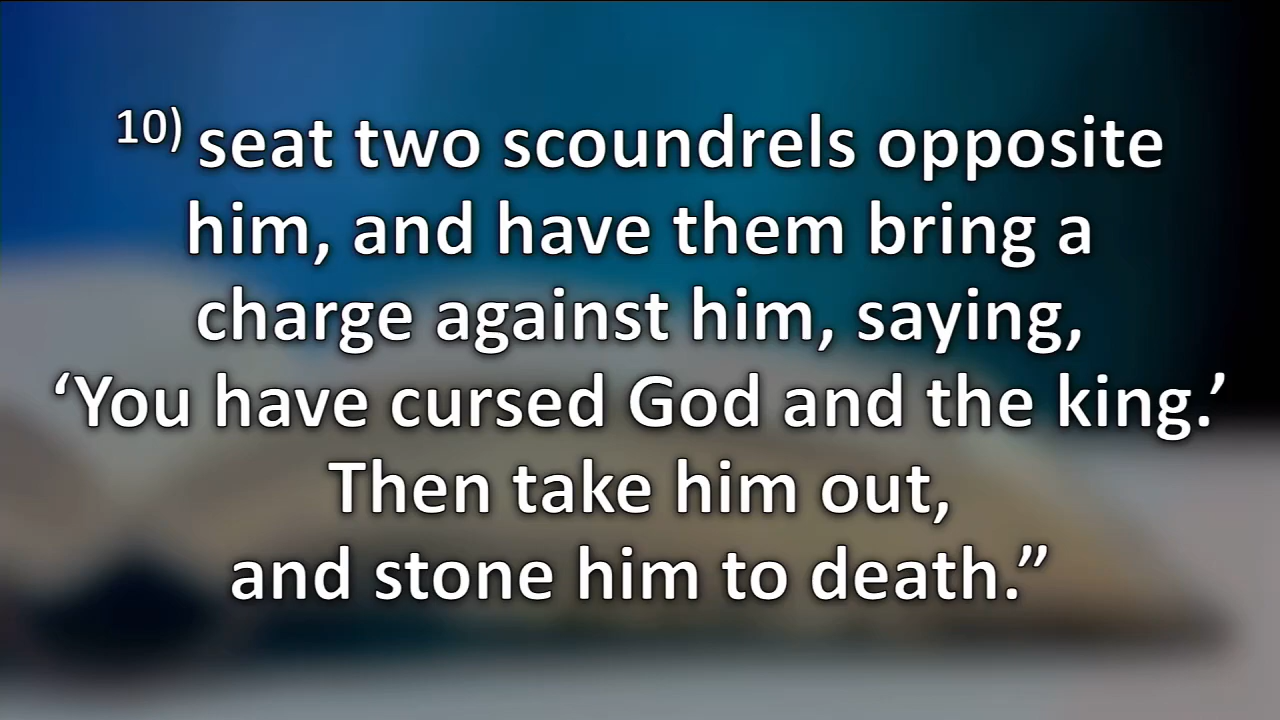 10) seat two scoundrels opposite
him, and have them bring a
charge against him, saying,
‘You have cursed God and the king.’
Then take him out,
and stone him to death.”